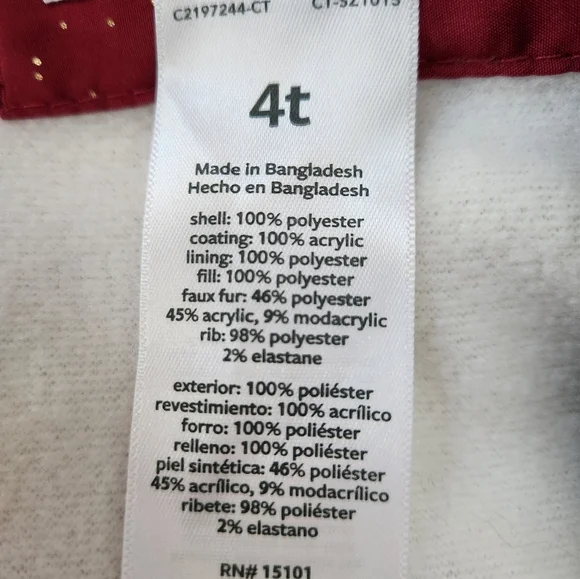 C2197244-CT
4t
Made in Bangladesh
Hecho en Bangladesh
shell: 100% polyester
coating: 100% acrylic
lining: 100% polyester
fill: 100% polyester
faux fur: 46% polyester
45% acrylic, 9% modacrylic
rib: 98% polyester
2% elastane
exterior: 100% poliéster
revestimiento: 100% acrílico
forro: 100% poliéster
relleno: 100% poliéster
piel sintética: 46% poliéster
45% acrílico, 9% modacrílico
ribete: 98% poliéster
2% elastano
RN# 15101